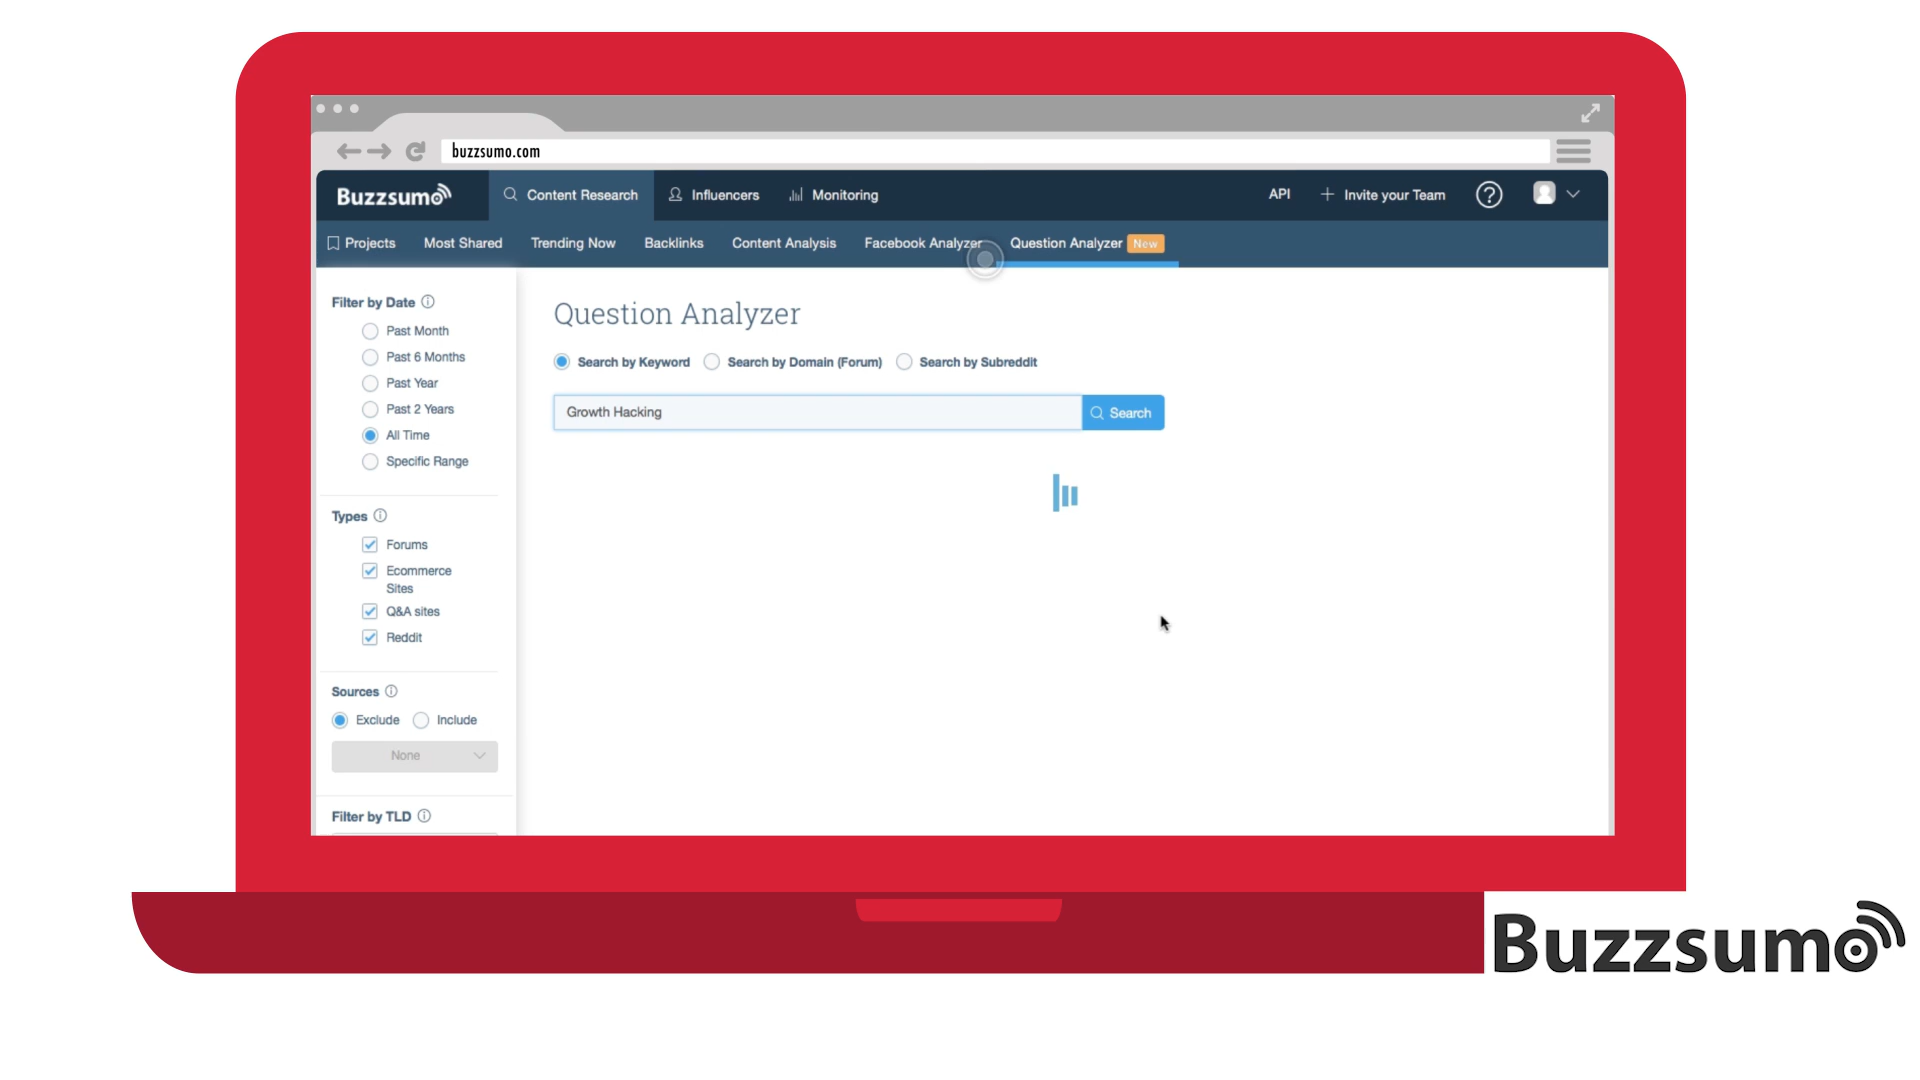 buzzsumo.com
Buzzsumo Content Research Influencers Monitoring API Invite your Team ?
Projects Most Shared Trending Now Backlinks Content Analysis Facebook Analyzer Question Analyzer New
Filter by Date
Past Month
Past 6 Months
Past Year
Past 2 Years
All Time
Specific Range
Types
Forums
Ecommerce
Sites
Q&A sites
Reddit
Sources
Exclude Include
None
Filter by TLD
Question Analyzer
Search by Keyword Search by Domain (Forum) Search by Subreddit
Growth Hacking Search
Buzzsumo